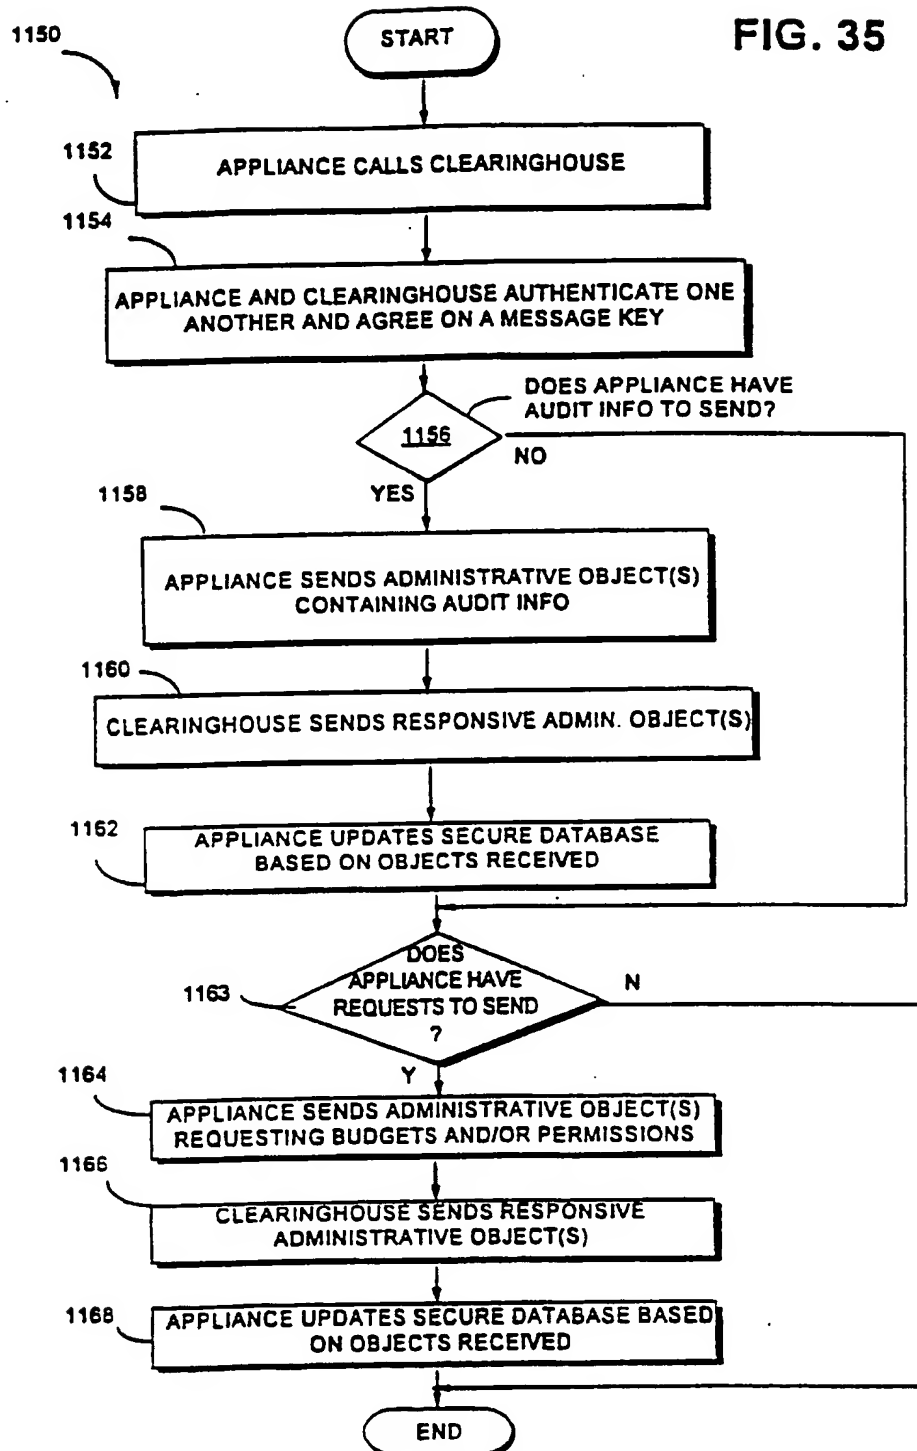 FIG. 35
1150
START
1152
APPLIANCE CALLS CLEARINGHOUSE
1154
APPLIANCE AND CLEARINGHOUSE AUTHENTICATE ONE
ANOTHER AND AGREE ON A MESSAGE KEY
DOES APPLIANCE HAVE
AUDIT INFO TO SEND?
1156
NO
YES
1158
APPLIANCE SENDS ADMINISTRATIVE OBJECT(S)
CONTAINING AUDIT INFO
1160
CLEARINGHOUSE SENDS RESPONSIVE ADMIN. OBJECT(S)
1162
APPLIANCE UPDATES SECURE DATABASE
BASED ON OBJECTS RECEIVED
DOES
APPLIANCE HAVE
REQUESTS TO SEND
?
1163
N
Y
1164
APPLIANCE SENDS ADMINISTRATIVE OBJECT(S)
REQUESTING BUDGETS AND/OR PERMISSIONS
1166
CLEARINGHOUSE SENDS RESPONSIVE
ADMINISTRATIVE OBJECT(S)
1168
APPLIANCE UPDATES SECURE DATABASE BASED
ON OBJECTS RECEIVED
END